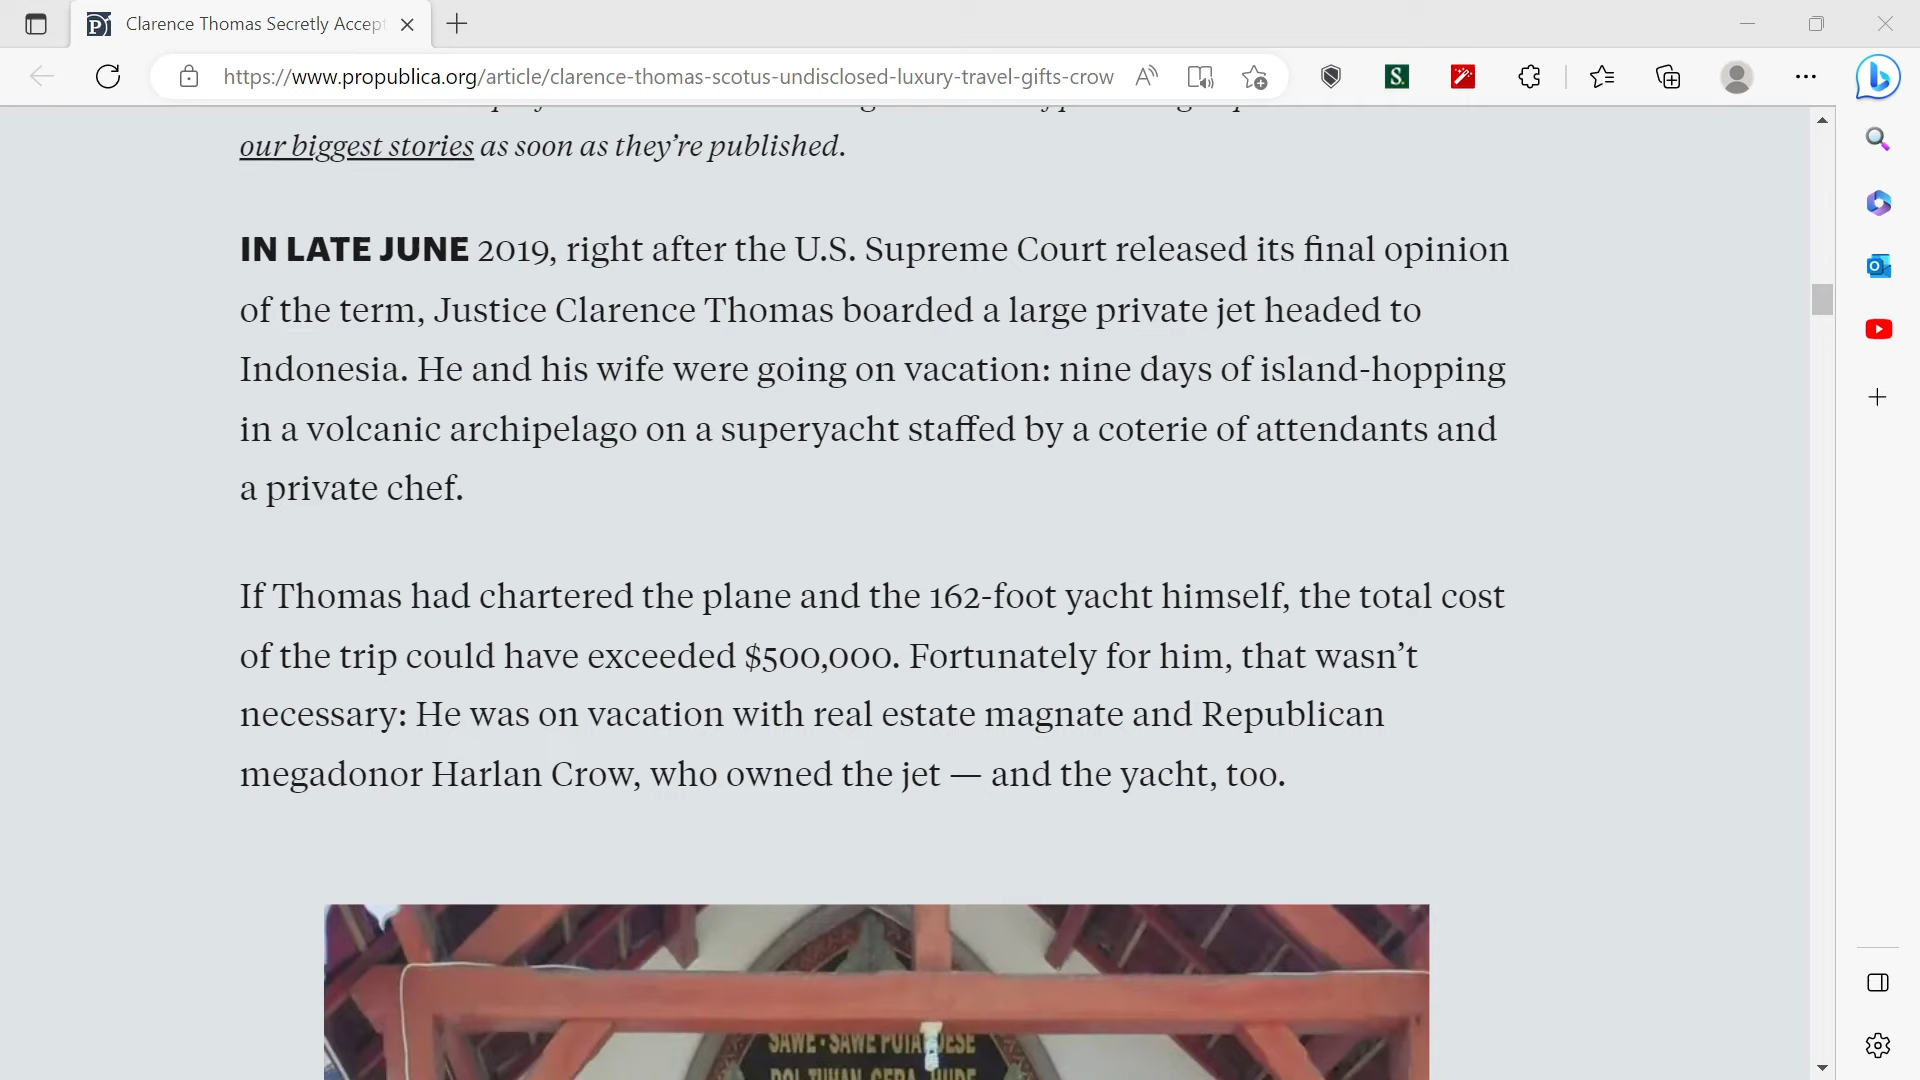 Clarence Thomas Secretly Accep
https://www.propublica.org/article/clarence-thomas-scotus-undisclosed-luxury-travel-gifts-crow
our biggest stories as soon as they’re published.
IN LATE JUNE 2019, right after the U.S. Supreme Court released its final opinion
of the term, Justice Clarence Thomas boarded a large private jet headed to
Indonesia. He and his wife were going on vacation: nine days of island-hopping
in a volcanic archipelago on a superyacht staffed by a coterie of attendants and
a private chef.
If Thomas had chartered the plane and the 162-foot yacht himself, the total cost
of the trip could have exceeded $500,000. Fortunately for him, that wasn’t
necessary: He was on vacation with real estate magnate and Republican
megadonor Harlan Crow, who owned the jet — and the yacht, too.
SAWE - SAWE